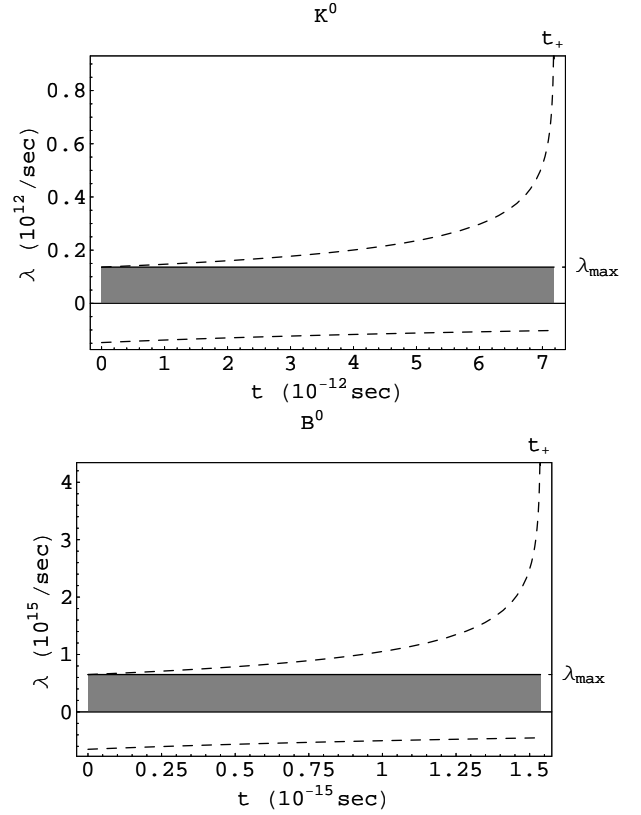 K⁰
t₊
0.8
0.6
0.4
0.2
0
λ (10¹²/sec)
λmax
0 1 2 3 4 5 6 7
t (10⁻¹²sec)
B⁰
t₊
4
3
2
1
0
λ (10¹⁵/sec)
λmax
0 0.25 0.5 0.75 1 1.25 1.5
t (10⁻¹⁵sec)